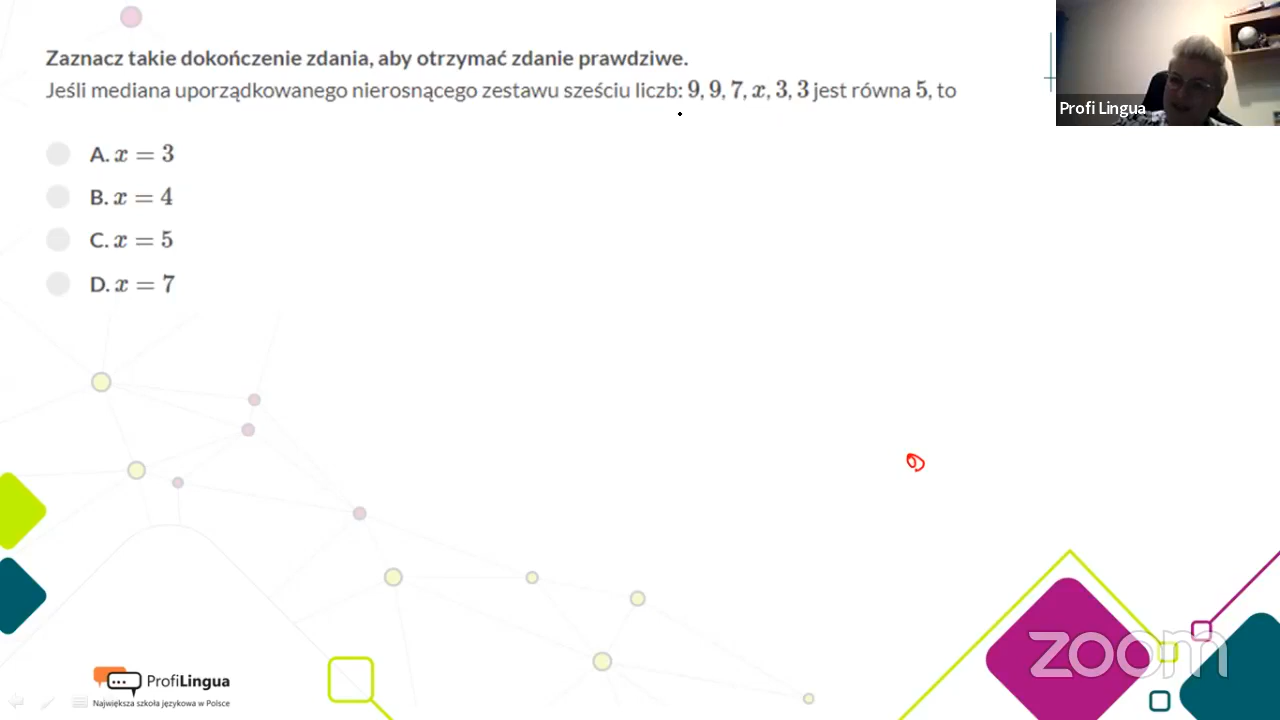 Zaznacz takie dokończenie zdania, aby otrzymać zdanie prawdziwe.
Jeśli mediana uporządkowanego nierosnącego zestawu sześciu liczb: 9, 9, 7, x, 3, 3 jest równa 5, to
A. x = 3
B. x = 4
C. x = 5
D. x = 7
Profi Lingua
ProfiLingua
Największa szkoła językowa w Polsce
zoom